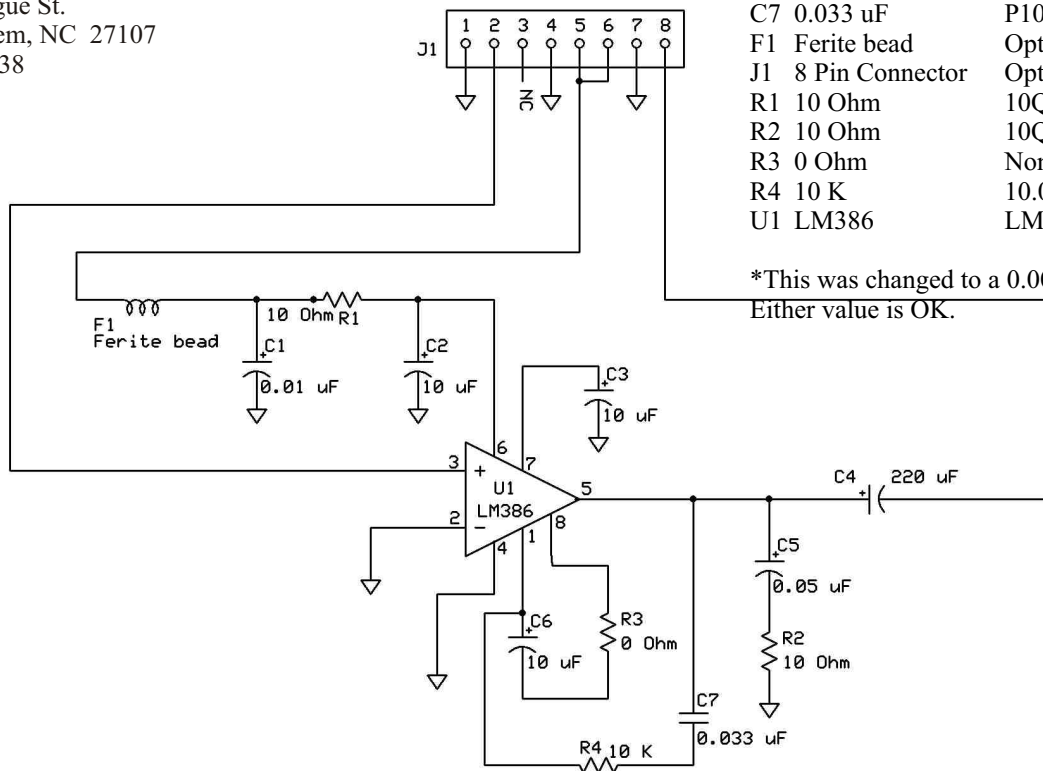 gue St.
em, NC 27107
38
J1
1 2 3 4 5 6 7 8
NC
C7 0.033 uF P10
F1 Ferite bead Opt
J1 8 Pin Connector Opt
R1 10 Ohm 10Q
R2 10 Ohm 10Q
R3 0 Ohm Non
R4 10 K 10.0
U1 LM386 LM
*This was changed to a 0.00
Either value is OK.
F1
Ferite bead
10 Ohm R1
+C1
0.01 uF
+C2
10 uF
+C3
10 uF
6
7
3 +
U1
LM386
5
2 -
4
1
8
C4
+
220 uF
+C5
0.05 uF
R2
10 Ohm
+C6
10 uF
R3
0 Ohm
C7
0.033 uF
R4 10 K